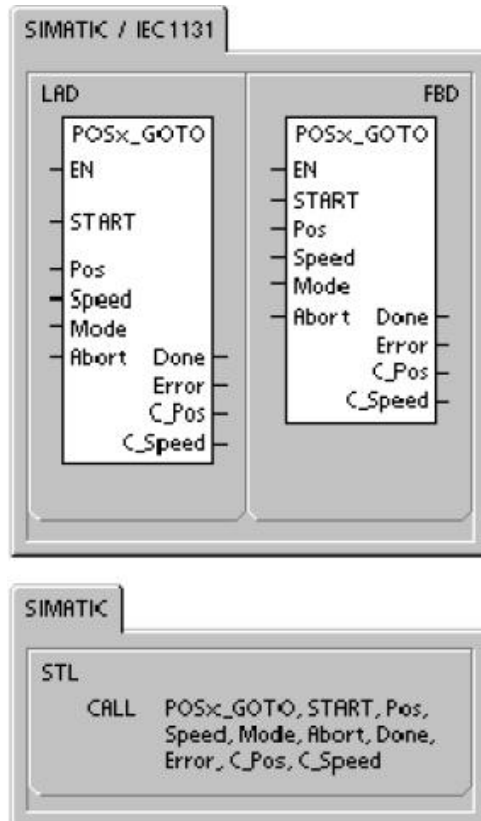 SIMATIC / IEC 1131
LAD
POSx_GOTO
EN
START
Pos
Speed
Mode
Abort Done
Error
C_Pos
C_Speed
FBD
POSx_GOTO
EN
START
Pos
Speed
Mode
Abort Done
Error
C_Pos
C_Speed
SIMATIC
STL
CALL POSx_GOTO, START, Pos,
Speed, Mode, Abort, Done,
Error, C_Pos, C_Speed